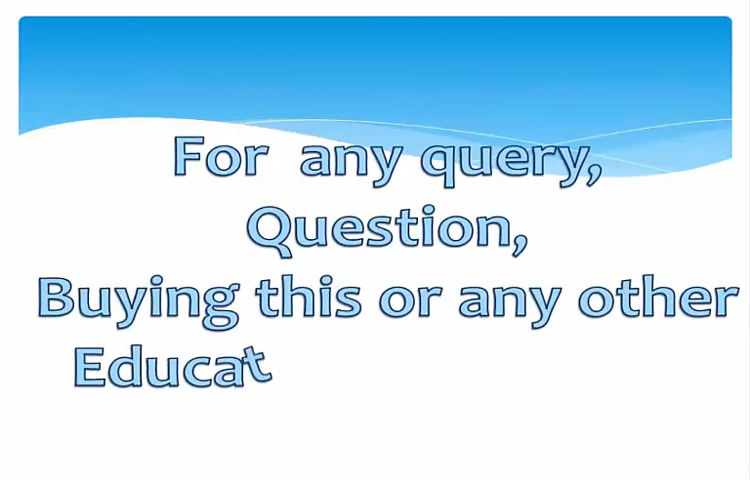 For any query,
Question,
Buying this or any other
Educat